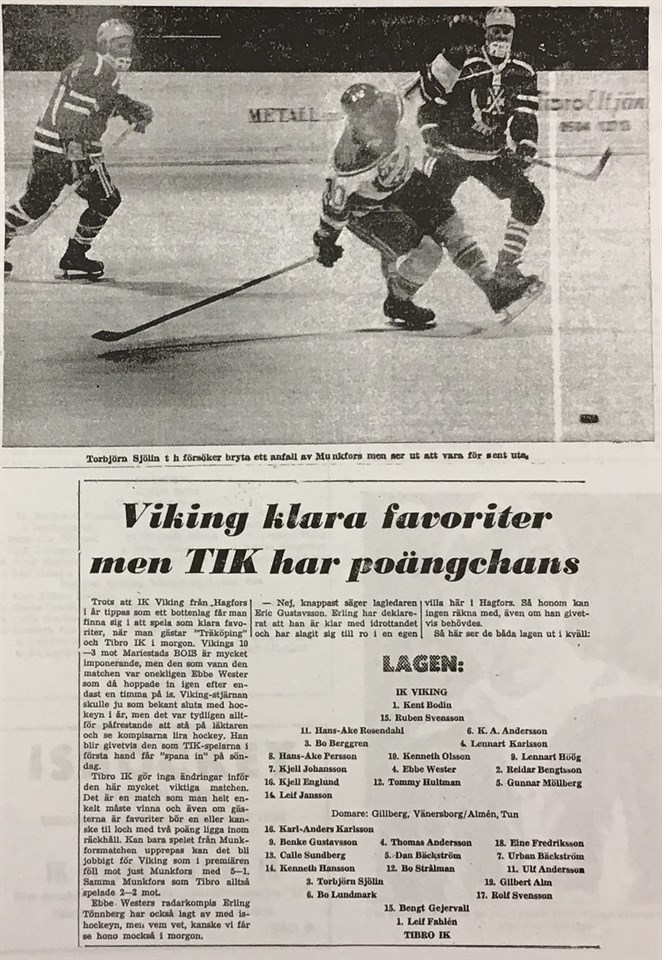 METALL
Tibro Eltjän
10
Torbjörn Sjölin t h försöker bryta ett anfall av Munkfors men ser ut att vara för sent ute.
Viking klara favoriter
men TIK har poängchans
Trots att IK Viking från Hagfors
i år tippas som ett bottenlag får man
finna sig i att spela som klara favo-
riter, när man gästar "Träköping"
och Tibro IK i morgon. Vikings 10
—3 mot Mariestads BOIS är mycket
imponerande, men den som vann den
matchen var onekligen Ebbe Wester
som då hoppade in igen efter en-
dast en timma på is. Viking-stjärnan
skulle ju som bekant sluta med hoc-
keyn i år, men det var tydligen allt-
för påfrestande att stå på läktaren
och se kompisarna lira hockey. Han
blir givetvis den som TIK-spelarna i
första hand får "spana in" på sön-
dag.
Tibro IK gör inga ändringar inför
den här mycket viktiga matchen.
Det är en match som man helt en-
kelt måste vinna och även om gäs-
terna är favoriter bör en eller kan-
ske til loch med två poäng ligga inom
räckhåll. Kan bara spelet från Munk-
forsmatchen upprepas kan det bli
jobbigt för Viking som i premiären
föll mot just Munkfors med 5—1.
Samma Munkfors som Tibro alltså
spelade 2—2 mot.
Ebbe Westers radarkompis Erling
Tönnberg har också lagt av med is-
hockeyn, men vem vet, kanske vi får
se hono mockså i morgon.
— Nej, knappast säger lagledaren
Eric Gustavsson. Erling har deklare-
rat att han är klar med idrottandet
och har slagit sig till ro i en egen
villa här i Hagfors. Så honom kan
ingen räkna med, även om han givet-
vis behövdes.
Så här ser de båda lagen ut i kväll:
LAGEN:
IK VIKING
1. Kent Bodin
15. Ruben Svensson
11. Hans-Åke Rosendahl 6. K. A. Andersson
3. Bo Berggren 4. Lennart Karlsson
8. Hans-Åke Persson 10. Kenneth Olsson 9. Lennart Höög
7. Kjell Johansson 4. Ebbe Wester 2. Reidar Bengtsson
16. Kjell Englund 12. Tommy Hultman 5. Gunnar Möllberg
14. Leif Jansson
Domare: Gillberg, Vänersborg/Almén, Tun
16. Karl-Anders Karlsson
9. Benke Gustavsson 4. Thomas Andersson 18. Eine Fredriksson
13. Calle Sundberg 5. Dan Bäckström 7. Urban Bäckström
14. Kenneth Hansson 12. Bo Strålman 11. Ulf Andersson
3. Torbjörn Sjölin 19. Gilbert Alm
6. Bo Lundmark 17. Rolf Svensson
15. Bengt Gejervall
1. Leif Fahlén
TIBRO IK